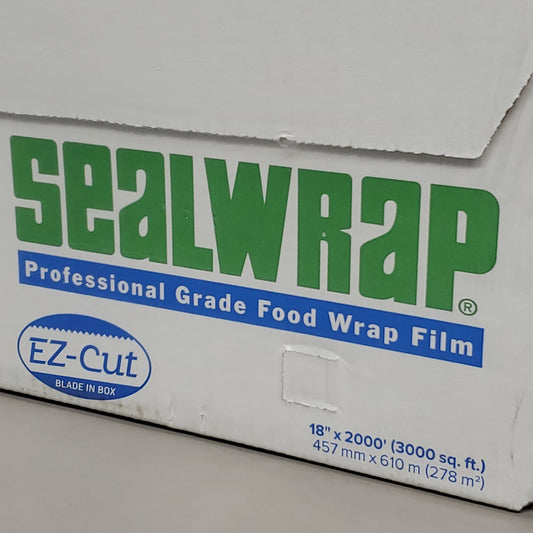 SealWRaP®
Professional Grade Food Wrap Film
EZ-Cut
BLADE IN BOX
18" x 2000' (3000 sq. ft.)
457 mm x 610 m (278 m²)